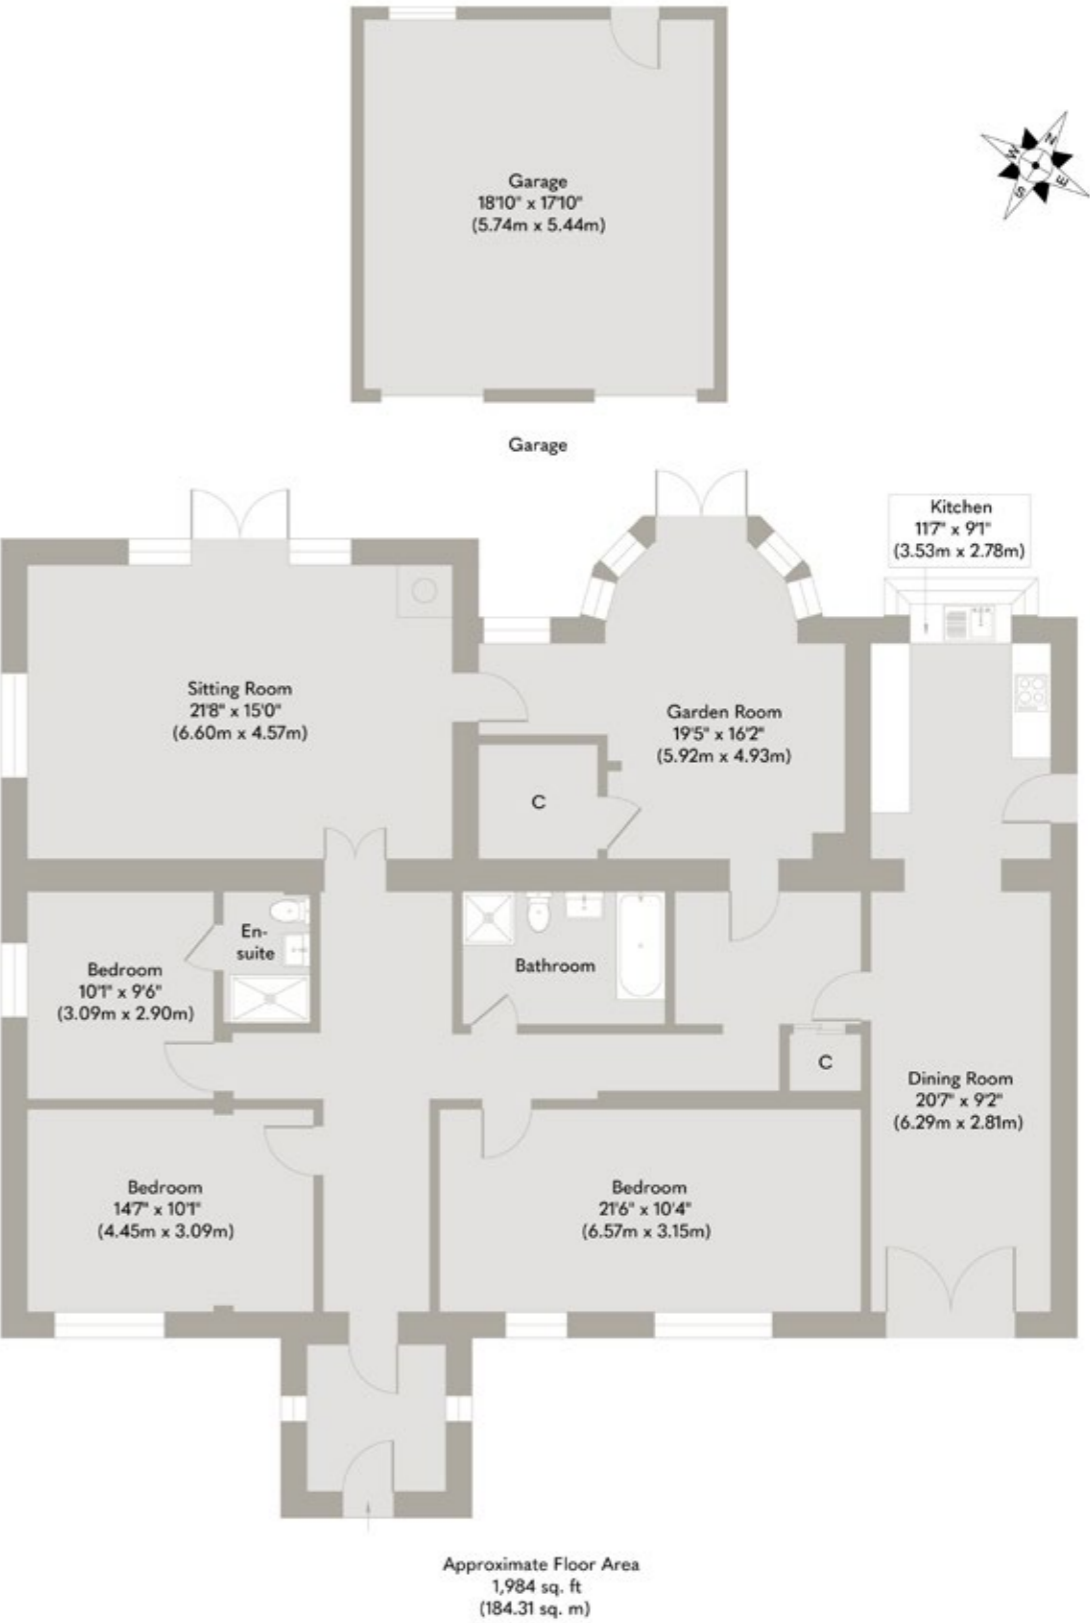 Garage
18'10" x 17'10"
(5.74m x 5.44m)
N
W
E
S
Garage
Kitchen
11'7" x 9'1"
(3.53m x 2.78m)
Sitting Room
21'8" x 15'0"
(6.60m x 4.57m)
Garden Room
19'5" x 16'2"
(5.92m x 4.93m)
C
En-
suite
Bedroom
10'1" x 9'6"
(3.09m x 2.90m)
Bathroom
C
Dining Room
20'7" x 9'2"
(6.29m x 2.81m)
Bedroom
14'7" x 10'1"
(4.45m x 3.09m)
Bedroom
21'6" x 10'4"
(6.57m x 3.15m)
Approximate Floor Area
1,984 sq. ft
(184.31 sq. m)